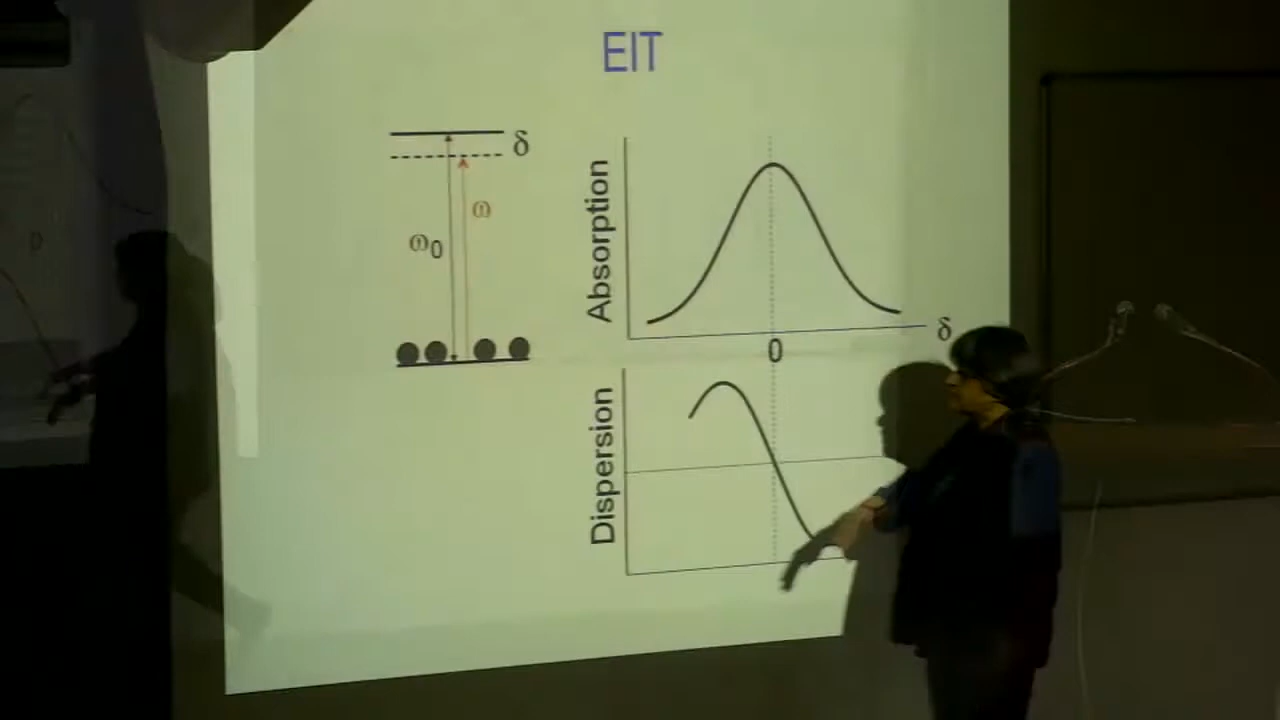 EIT
δ
ω
ω0
Absorption
δ
0
Dispersion